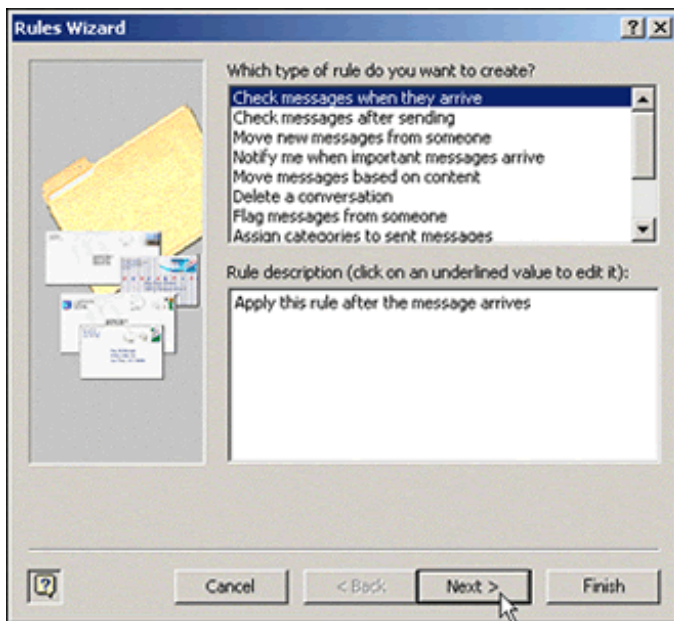 Rules Wizard
Which type of rule do you want to create?
Check messages when they arrive
Check messages after sending
Move new messages from someone
Notify me when important messages arrive
Move messages based on content
Delete a conversation
Flag messages from someone
Assign categories to sent messages
Rule description (click on an underlined value to edit it):
Apply this rule after the message arrives
Cancel
< Back
Next >
Finish